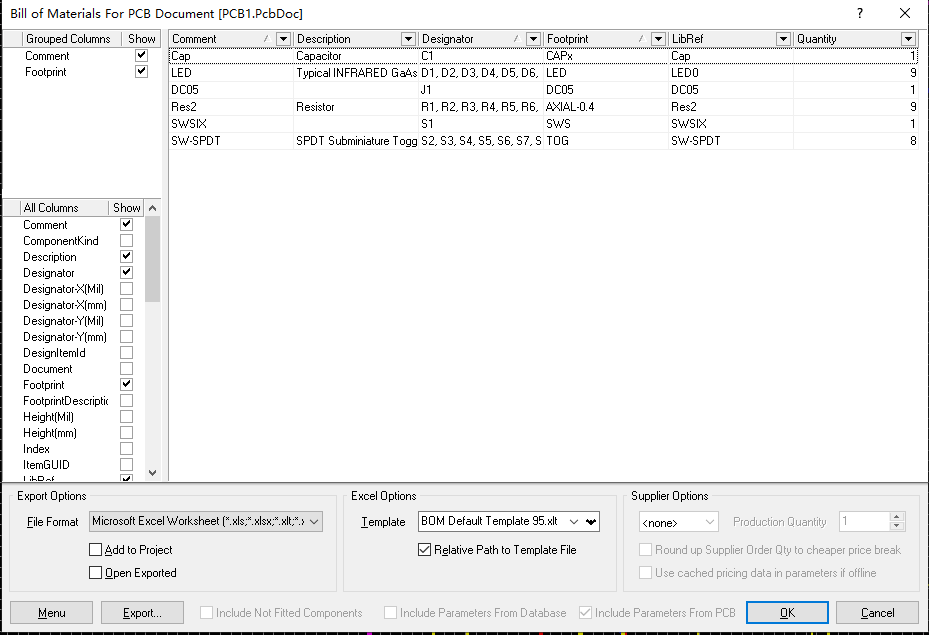 Bill of Materials For PCB Document [PCB1.PcbDoc]
Grouped Columns Show
Comment
Footprint
Comment Description Designator Footprint LibRef Quantity
Cap Capacitor C1 CAPx Cap 1
LED Typical INFRARED GaAs D1, D2, D3, D4, D5, D6, LED LED0 9
DC05 J1 DC05 DC05 1
Res2 Resistor R1, R2, R3, R4, R5, R6, AXIAL-0.4 Res2 9
SWSIX S1 SWS SWSIX 1
SW-SPDT SPDT Subminiature Togg S2, S3, S4, S5, S6, S7, S TOG SW-SPDT 8
All Columns Show
Comment
ComponentKind
Description
Designator
Designator-X(Mil)
Designator-X(mm)
Designator-Y(Mil)
Designator-Y(mm)
DesignItemId
Document
Footprint
FootprintDescriptic
Height(Mil)
Height(mm)
Index
ItemGUID
LibRef
Export Options
File Format Microsoft Excel Worksheet (*.xls;*.xlsx;*.xlt;*.x
Add to Project
Open Exported
Excel Options
Template BOM Default Template 95.xlt
Relative Path to Template File
Supplier Options
<none> Production Quantity 1
Round up Supplier Order Qty to cheaper price break
Use cached pricing data in parameters if offline
Menu Export... Include Not Fitted Components Include Parameters From Database Include Parameters From PCB OK Cancel